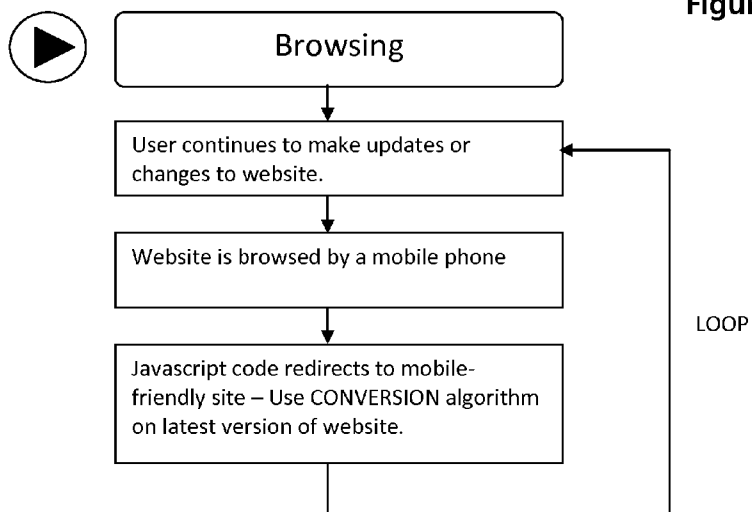 Browsing
User continues to make updates or
changes to website.
Website is browsed by a mobile phone
LOOP
Javascript code redirects to mobile-
friendly site – Use CONVERSION algorithm
on latest version of website.